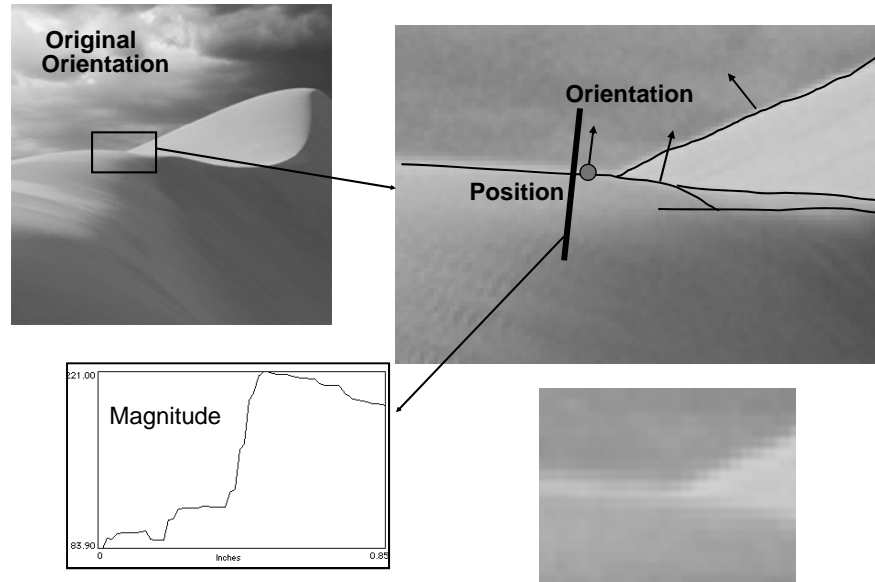 Original
Orientation
Orientation
Position
221.00
Magnitude
83.90
0
Inches
0.85